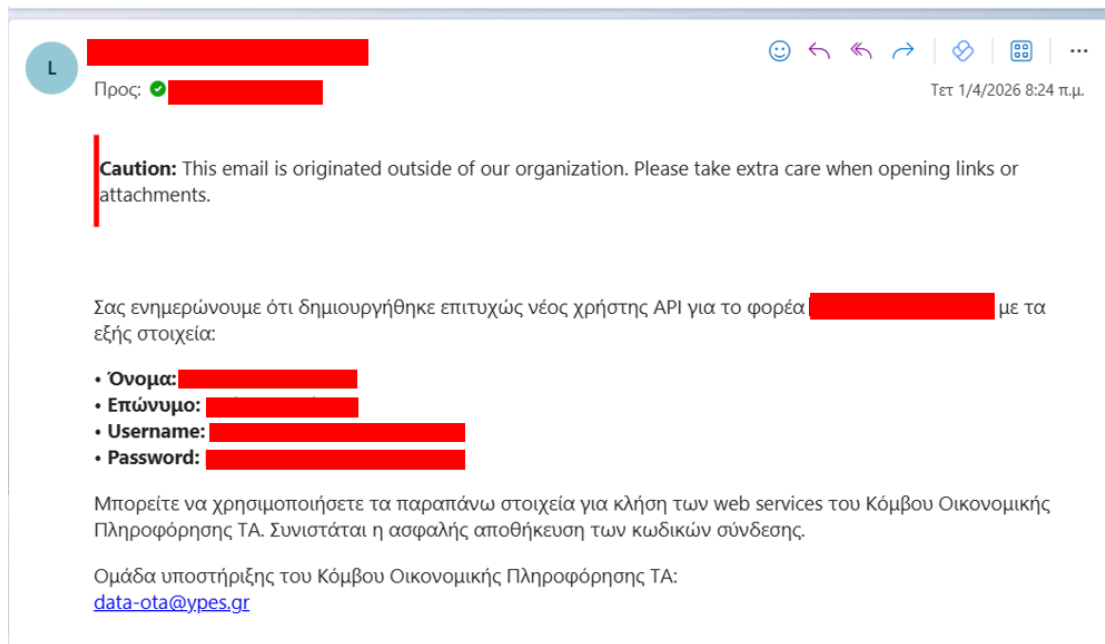 L
Προς:
Τετ 1/4/2026 8:24 π.μ.
Caution: This email is originated outside of our organization. Please take extra care when opening links or
attachments.
Σας ενημερώνουμε ότι δημιουργήθηκε επιτυχώς νέος χρήστης API για το φορέα με τα
εξής στοιχεία:
• Όνομα:
• Επώνυμο:
• Username:
• Password:
Μπορείτε να χρησιμοποιήσετε τα παραπάνω στοιχεία για κλήση των web services του Κόμβου Οικονομικής
Πληροφόρησης ΤΑ. Συνιστάται η ασφαλής αποθήκευση των κωδικών σύνδεσης.
Ομάδα υποστήριξης του Κόμβου Οικονομικής Πληροφόρησης ΤΑ:
data-ota@ypes.gr